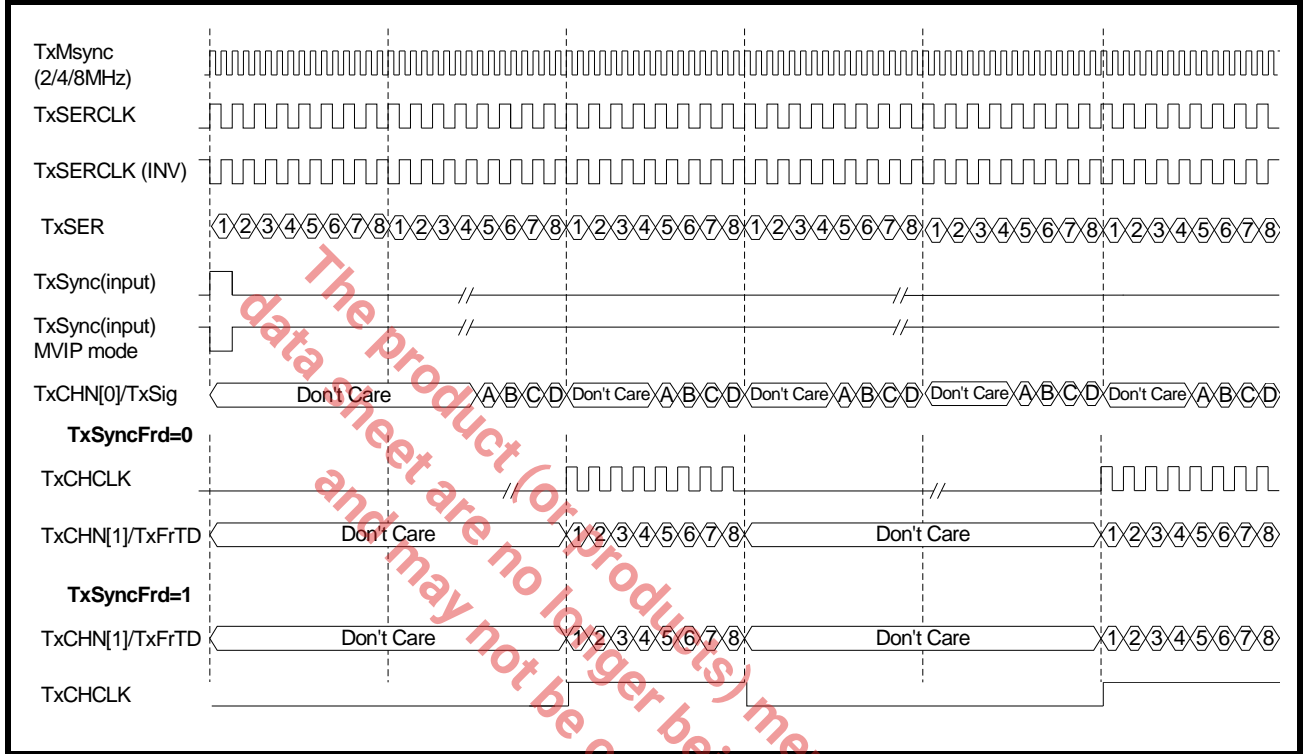 TxMsync
(2/4/8MHz)
TxSERCLK
TxSERCLK (INV)
TxSER 1 2 3 4 5 6 7 8 1 2 3 4 5 6 7 8 1 2 3 4 5 6 7 8 1 2 3 4 5 6 7 8 1 2 3 4 5 6 7 8 1 2 3 4 5 6 7 8
TxSync(input)
TxSync(input)
MVIP mode
TxCHN[0]/TxSig Don't Care A B C D Don't Care A B C D Don't Care A B C D Don't Care A B C D Don't Care A B C D
TxSyncFrd=0
TxCHCLK
TxCHN[1]/TxFrTD Don't Care 1 2 3 4 5 6 7 8 Don't Care 1 2 3 4 5 6 7 8
TxSyncFrd=1
TxCHN[1]/TxFrTD Don't Care 1 2 3 4 5 6 7 8 Don't Care 1 2 3 4 5 6 7 8
TxCHCLK
The product (or products)
data sheet are no longer
and may not be